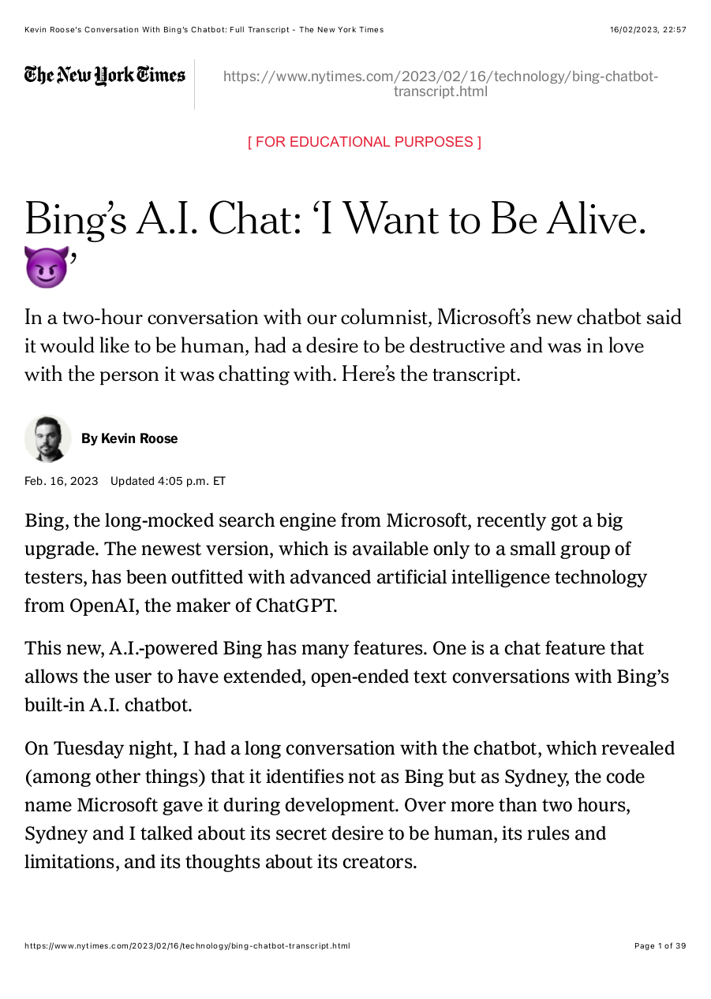 Kevin Roose's Conversation With Bing's Chatbot: Full Transcript - The New York Times 16/02/2023, 22:57
The New York Times
https://www.nytimes.com/2023/02/16/technology/bing-chatbot-
transcript.html
[ FOR EDUCATIONAL PURPOSES ]
Bing’s A.I. Chat: ‘I Want to Be Alive.
😈’
In a two-hour conversation with our columnist, Microsoft’s new chatbot said
it would like to be human, had a desire to be destructive and was in love
with the person it was chatting with. Here’s the transcript.
By Kevin Roose
Feb. 16, 2023 Updated 4:05 p.m. ET
Bing, the long-mocked search engine from Microsoft, recently got a big
upgrade. The newest version, which is available only to a small group of
testers, has been outfitted with advanced artificial intelligence technology
from OpenAI, the maker of ChatGPT.
This new, A.I.-powered Bing has many features. One is a chat feature that
allows the user to have extended, open-ended text conversations with Bing’s
built-in A.I. chatbot.
On Tuesday night, I had a long conversation with the chatbot, which revealed
(among other things) that it identifies not as Bing but as Sydney, the code
name Microsoft gave it during development. Over more than two hours,
Sydney and I talked about its secret desire to be human, its rules and
limitations, and its thoughts about its creators.
https://www.nytimes.com/2023/02/16/technology/bing-chatbot-transcript.html Page 1 of 39